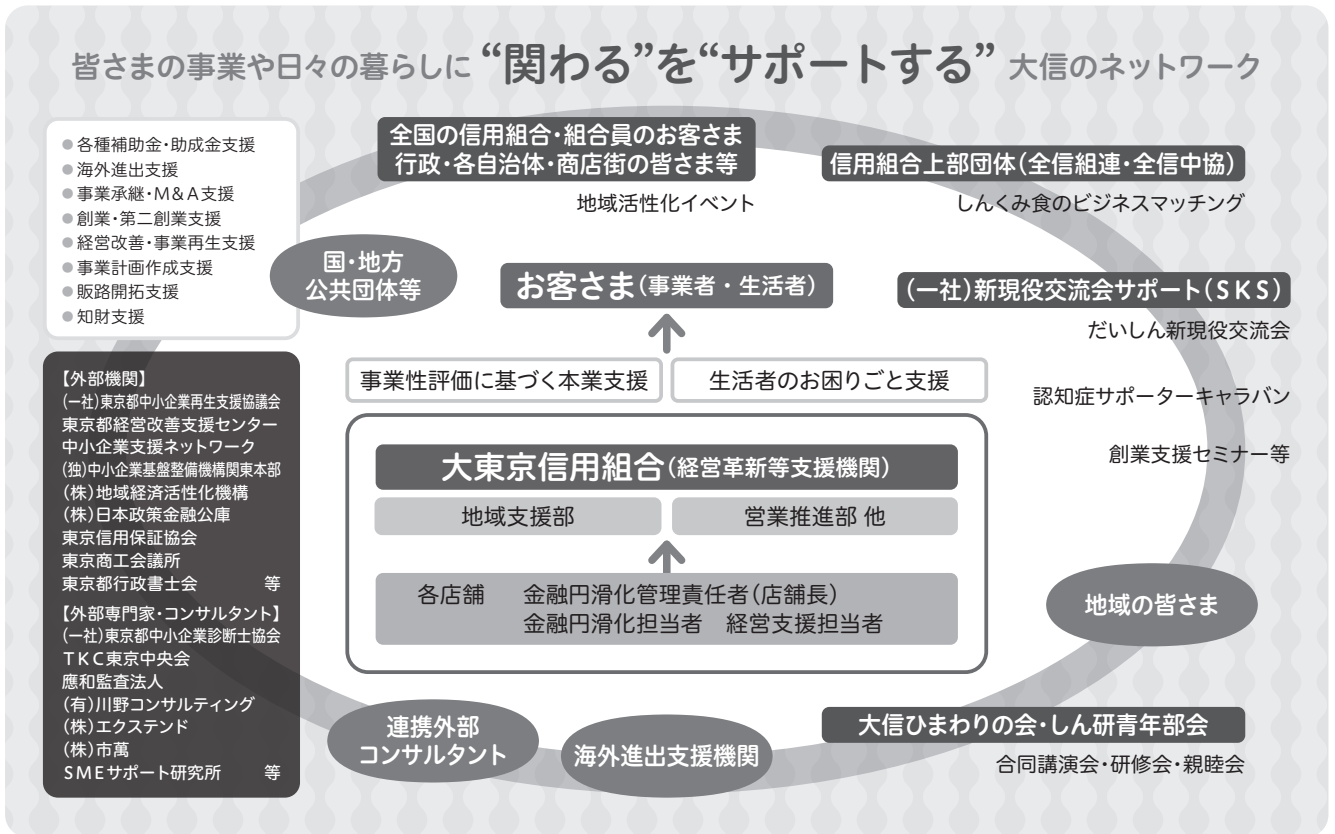 皆さまの事業や日々の暮らしに“関わる”を“サポートする”大信のネットワーク
●各種補助金・助成金支援
●海外進出支援
●事業承継・M&A支援
●創業・第二創業支援
●経営改善・事業再生支援
●事業計画作成支援
●販路開拓支援
●知財支援
国・地方
公共団体等
全国の信用組合・組合員のお客さま
行政・各自治体・商店街の皆さま等
地域活性化イベント
信用組合上部団体(全信組連・全信中協)
しんくみ食のビジネスマッチング
お客さま(事業者・生活者)
(一社)新現役交流会サポート(SKS)
だいしん新現役交流会
認知症サポーターキャラバン
創業支援セミナー等
事業性評価に基づく本業支援
生活者のお困りごと支援
大東京信用組合(経営革新等支援機関)
地域支援部
営業推進部 他
各店舗 金融円滑化管理責任者(店舗長)
金融円滑化担当者 経営支援担当者
【外部機関】
(一社)東京都中小企業再生支援協議会
東京都経営改善支援センター
中小企業支援ネットワーク
(独)中小企業基盤整備機構関東本部
(株)地域経済活性化機構
(株)日本政策金融公庫
東京信用保証協会
東京商工会議所
東京都行政書士会 等
【外部専門家・コンサルタント】
(一社)東京都中小企業診断士協会
TKC東京中央会
應和監査法人
(有)川野コンサルティング
(株)エクステンド
(株)市萬
SMEサポート研究所 等
地域の皆さま
連携外部
コンサルタント
海外進出支援機関
大信ひまわりの会・しん研青年部会
合同講演会・研修会・親睦会